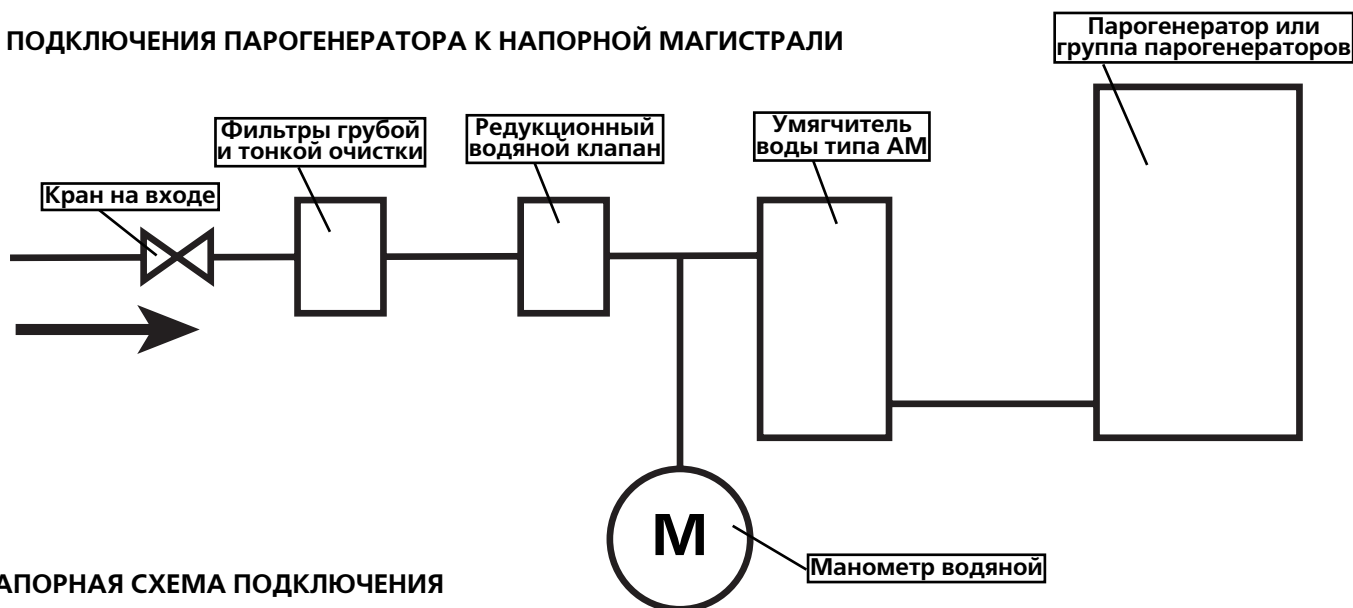 ПОДКЛЮЧЕНИЯ ПАРОГЕНЕРАТОРА К НАПОРНОЙ МАГИСТРАЛИ
Парогенератор или
группа парогенераторов
Фильтры грубой
и тонкой очистки
Редукционный
водяной клапан
Умягчитель
воды типа АМ
Кран на входе
М
Манометр водяной
АПОРНАЯ СХЕМА ПОДКЛЮЧЕНИЯ